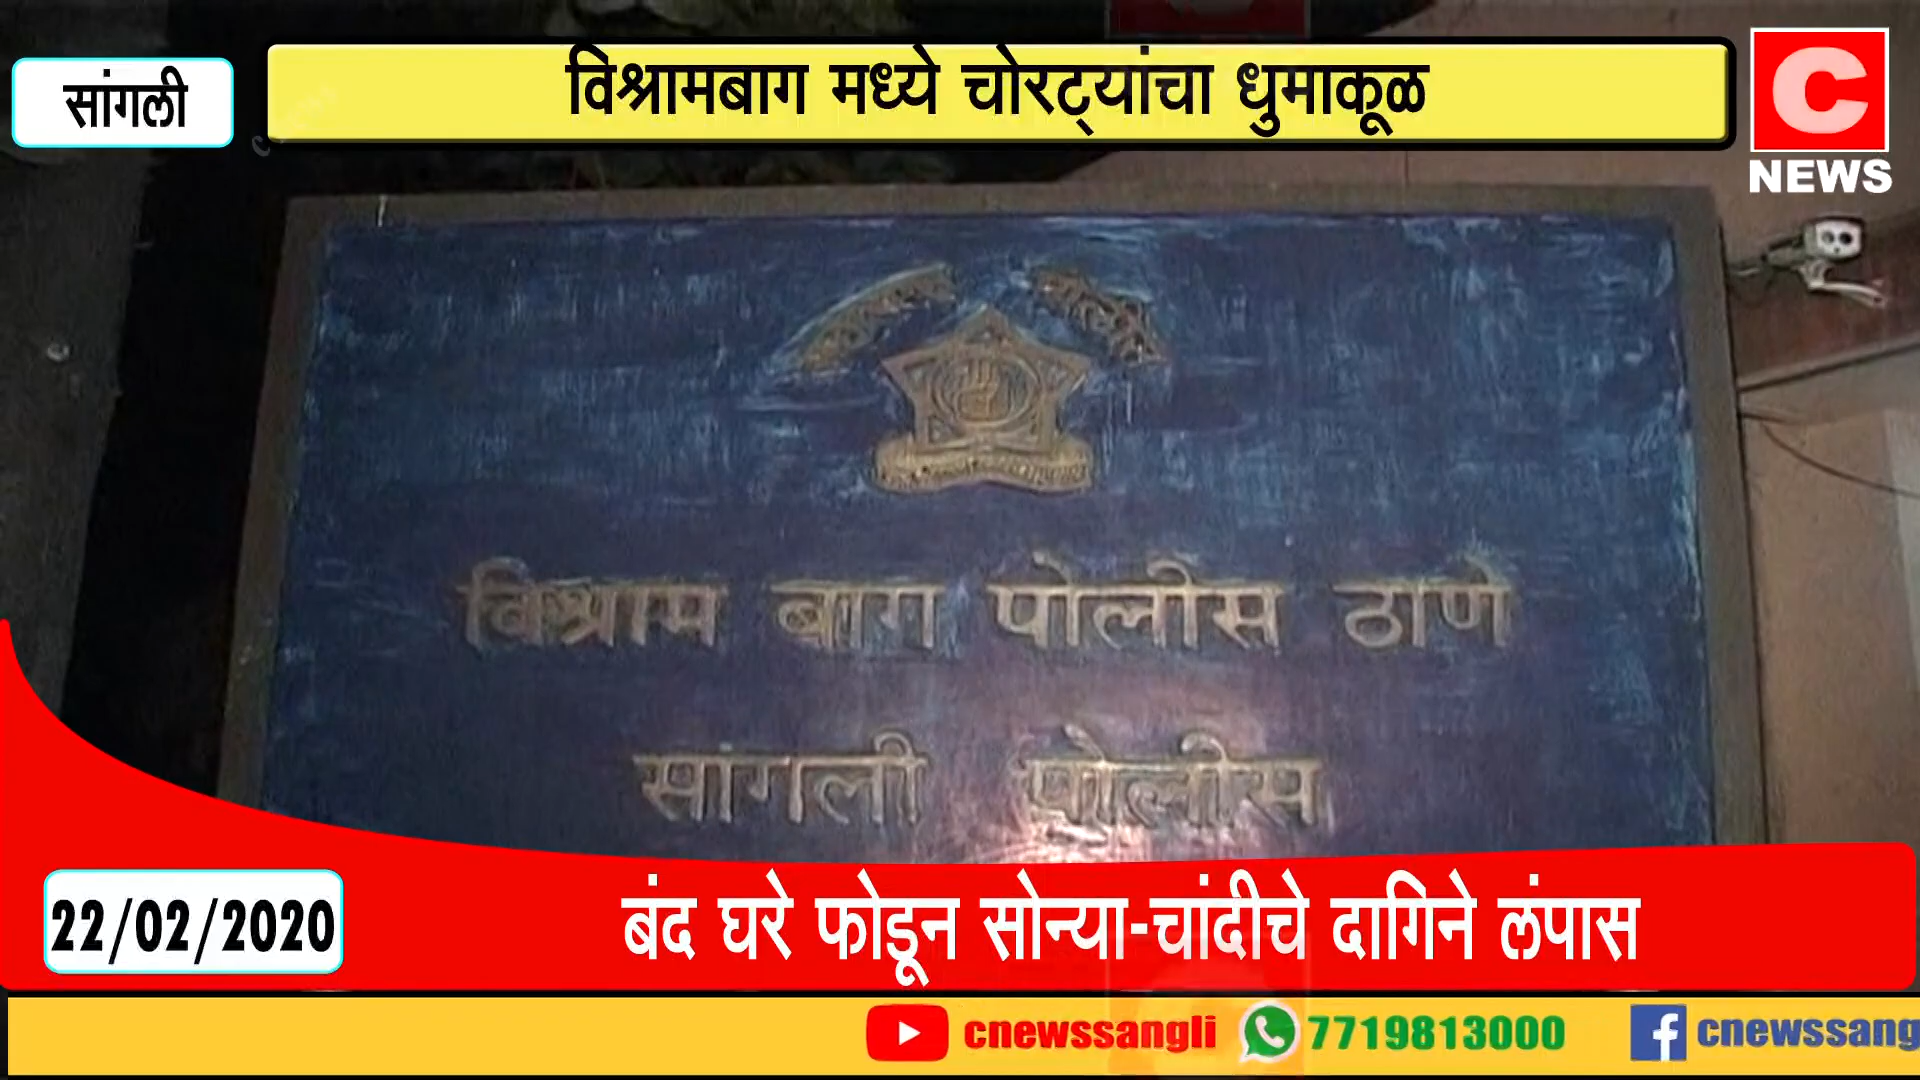 सांगली
विश्रामबाग मध्ये चोरट्यांचा धुमाकूळ
C
NEWS
विश्राम बाग पोलीस ठाणे
सांगली पोलीस
22/02/2020
बंद घरे फोडून सोन्या-चांदीचे दागिने लंपास
cnewssangli 7719813000 cnewssang